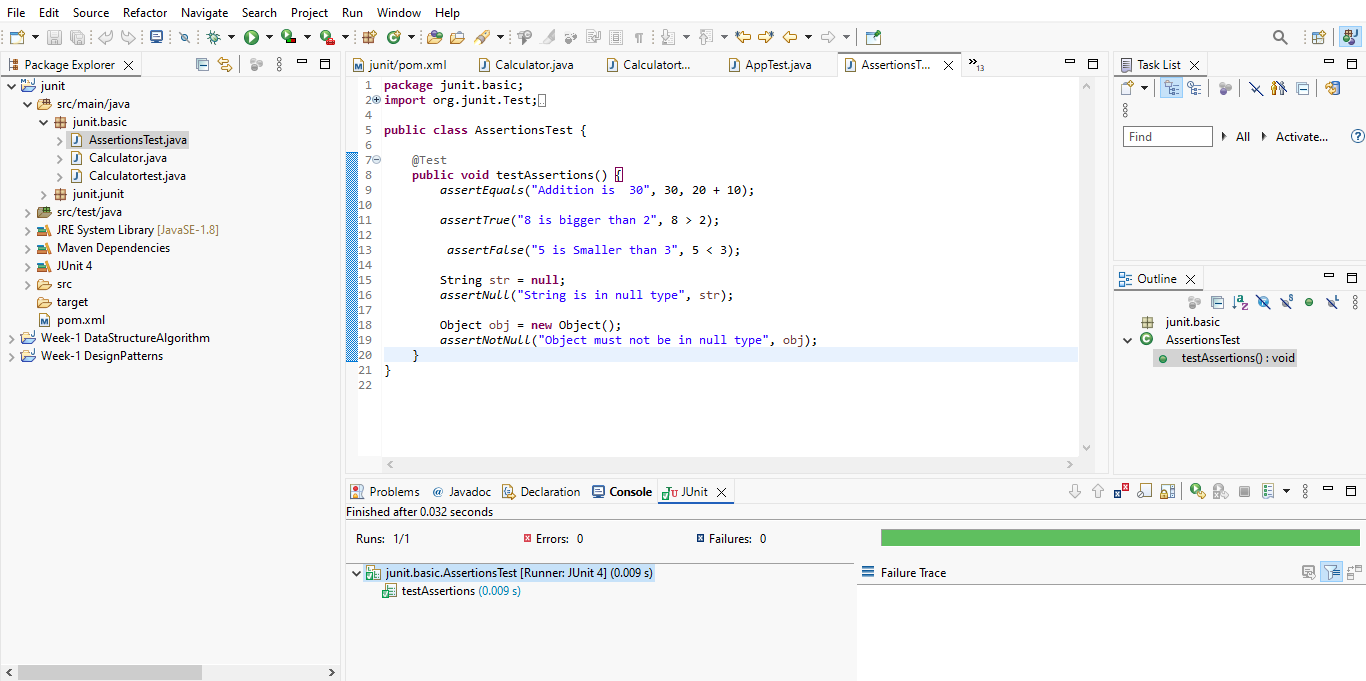 File Edit Source Refactor Navigate Search Project Run Window Help
Package Explorer
junit
src/main/java
junit.basic
AssertionsTest.java
Calculator.java
Calculatortest.java
junit.junit
src/test/java
JRE System Library [JavaSE-1.8]
Maven Dependencies
JUnit 4
src
target
pom.xml
Week-1 DataStructureAlgorithm
Week-1 DesignPatterns
junit/pom.xml Calculator.java Calculatort... AppTest.java AssertionsT... »13
1 package junit.basic;
2 import org.junit.Test;
4
5 public class AssertionsTest {
6
7 @Test
8 public void testAssertions() {
9 assertEquals("Addition is  30", 30, 20 + 10);
10
11 assertTrue("8 is bigger than 2", 8 > 2);
12
13 assertFalse("5 is Smaller than 3", 5 < 3);
14
15 String str = null;
16 assertNull("String is in null type", str);
17
18 Object obj = new Object();
19 assertNotNull("Object must not be in null type", obj);
20 }
21 }
22
Task List
Find All Activate...
Outline
junit.basic
AssertionsTest
testAssertions() : void
Problems @ Javadoc Declaration Console JUnit
Finished after 0.032 seconds
Runs: 1/1 Errors: 0 Failures: 0
junit.basic.AssertionsTest [Runner: JUnit 4] (0.009 s)
testAssertions (0.009 s)
Failure Trace